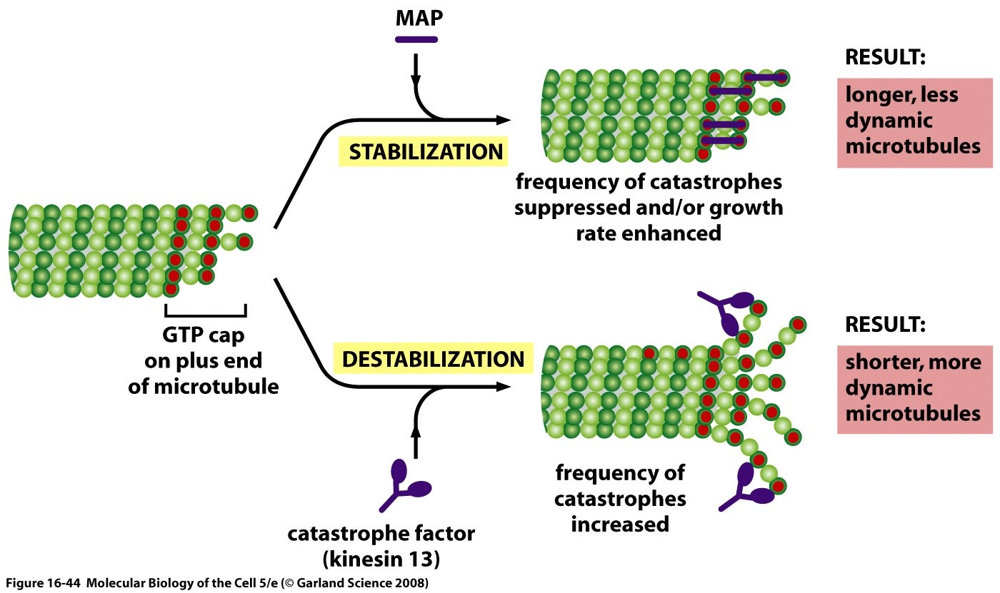 MAP
STABILIZATION
frequency of catastrophes
suppressed and/or growth
rate enhanced
RESULT:
longer, less
dynamic
microtubules
GTP cap
on plus end
of microtubule
DESTABILIZATION
catastrophe factor
(kinesin 13)
frequency of
catastrophes
increased
RESULT:
shorter, more
dynamic
microtubules
Figure 16-44 Molecular Biology of the Cell 5/e (© Garland Science 2008)